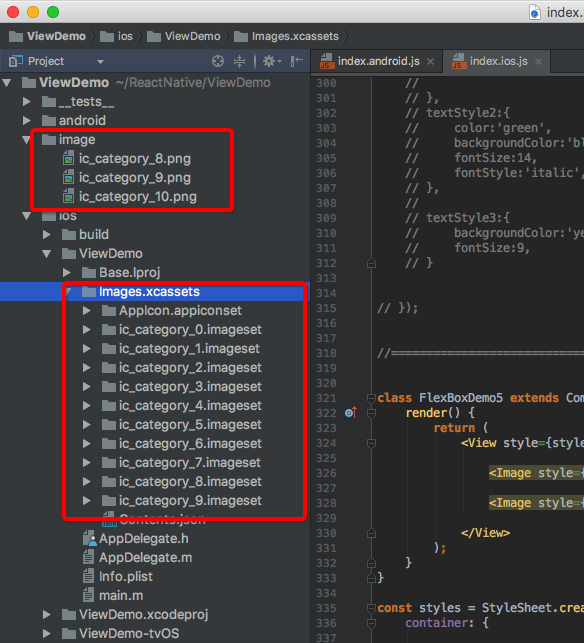 index.
ViewDemo ios ViewDemo Images.xcassets
Project
index.android.js
index.ios.js
ViewDemo ~/ReactNative/ViewDemo
__tests__
android
image
ic_category_8.png
ic_category_9.png
ic_category_10.png
ios
build
ViewDemo
Base.lproj
Images.xcassets
AppIcon.appiconset
ic_category_0.imageset
ic_category_1.imageset
ic_category_2.imageset
ic_category_3.imageset
ic_category_4.imageset
ic_category_5.imageset
ic_category_6.imageset
ic_category_7.imageset
ic_category_8.imageset
ic_category_9.imageset
Contents.json
AppDelegate.h
AppDelegate.m
Info.plist
main.m
ViewDemo.xcodeproj
ViewDemo-tvOS
300 //
301 // },
302 // textStyle2:{
303 // color:'green',
304 // backgroundColor:'bl
305 // fontSize:14,
306 // fontStyle:'italic',
307 // },
308 //
309 // textStyle3:{
310 // backgroundColor:'ye
311 // fontSize:9,
312 // }
313
314
315 // });
316
317
318 //==============================
319
320
321 class FlexBoxDemo5 extends Com
322 render() {
323 return (
324 <View style={style
325
326 <Image style={
327
328 <Image style={
329
330 </View>
331 );
332 }
333 }
334
335 const styles = StyleSheet.crea
336 container: {
337